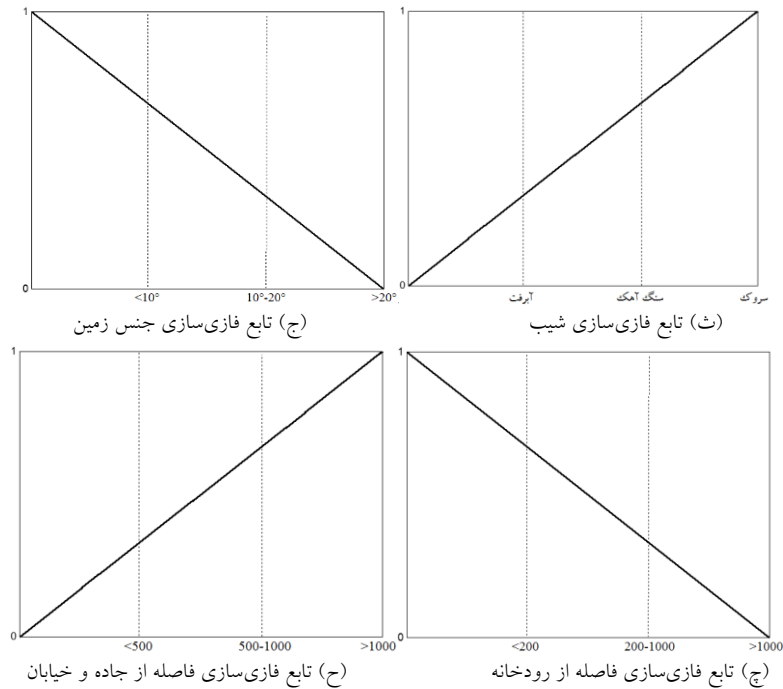 1
0
آبرفت
سنگ آهک
سروک
(ث) تابع فازی‌سازی شیب
1
0
<10°
10°-20°
>20°
(ج) تابع فازی‌سازی جنس زمین
1
0
<200
200-1000
>1000
(چ) تابع فازی‌سازی فاصله از رودخانه
1
0
<500
500-1000
>1000
(ح) تابع فازی‌سازی فاصله از جاده و خیابان